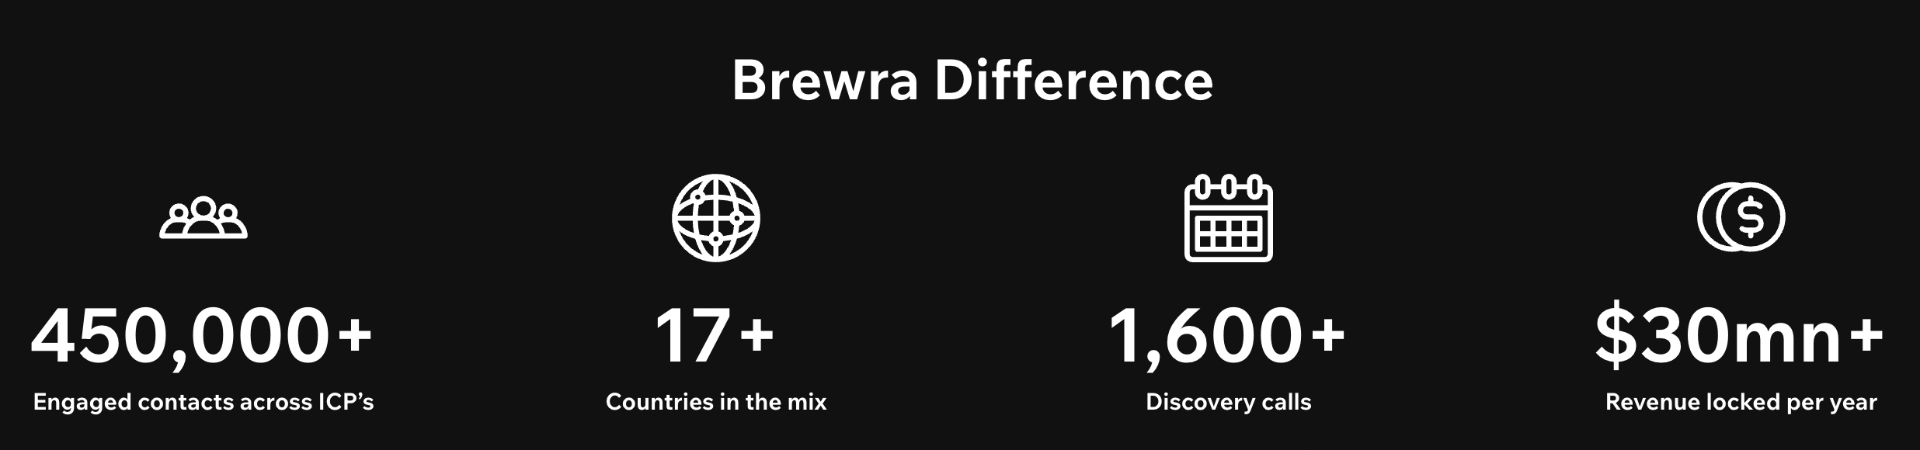 Brewra Difference
450,000+
Engaged contacts across ICP’s
17+
Countries in the mix
1,600+
Discovery calls
$30mn+
Revenue locked per year